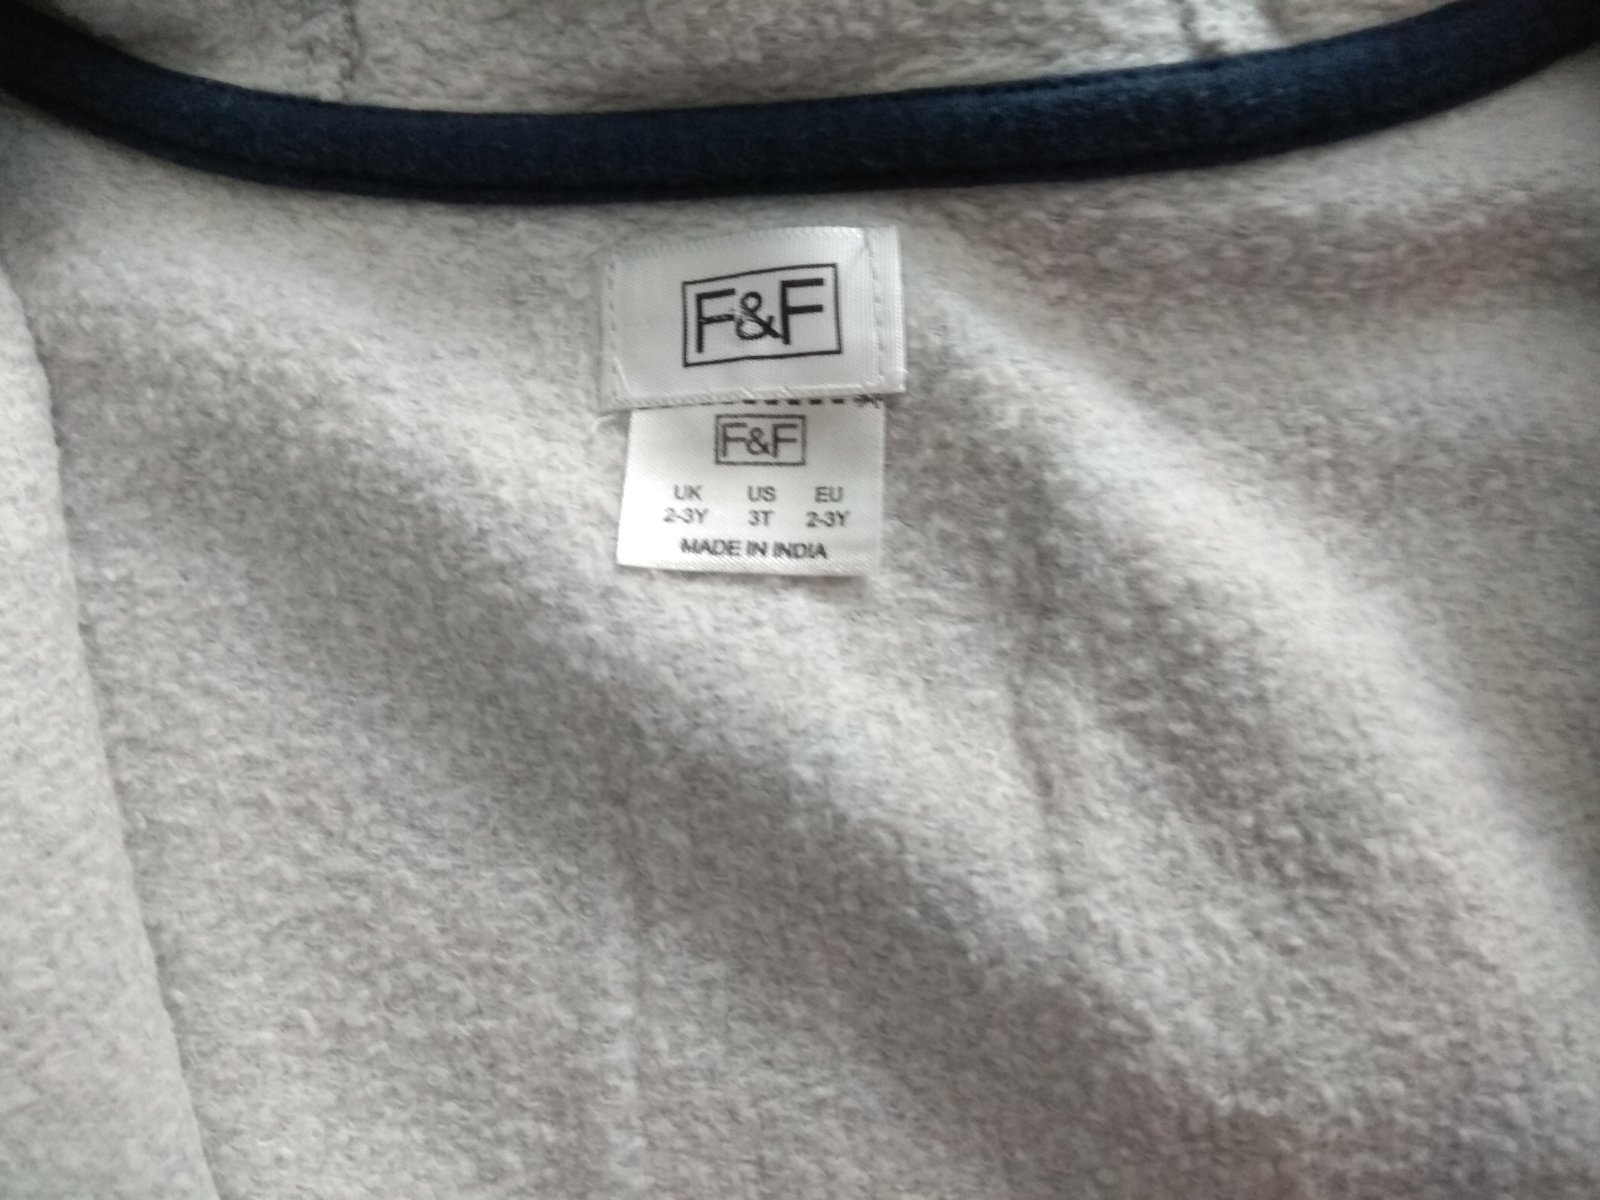 F&F
F&F
UK US EU
2-3Y 3T 2-3Y
MADE IN INDIA